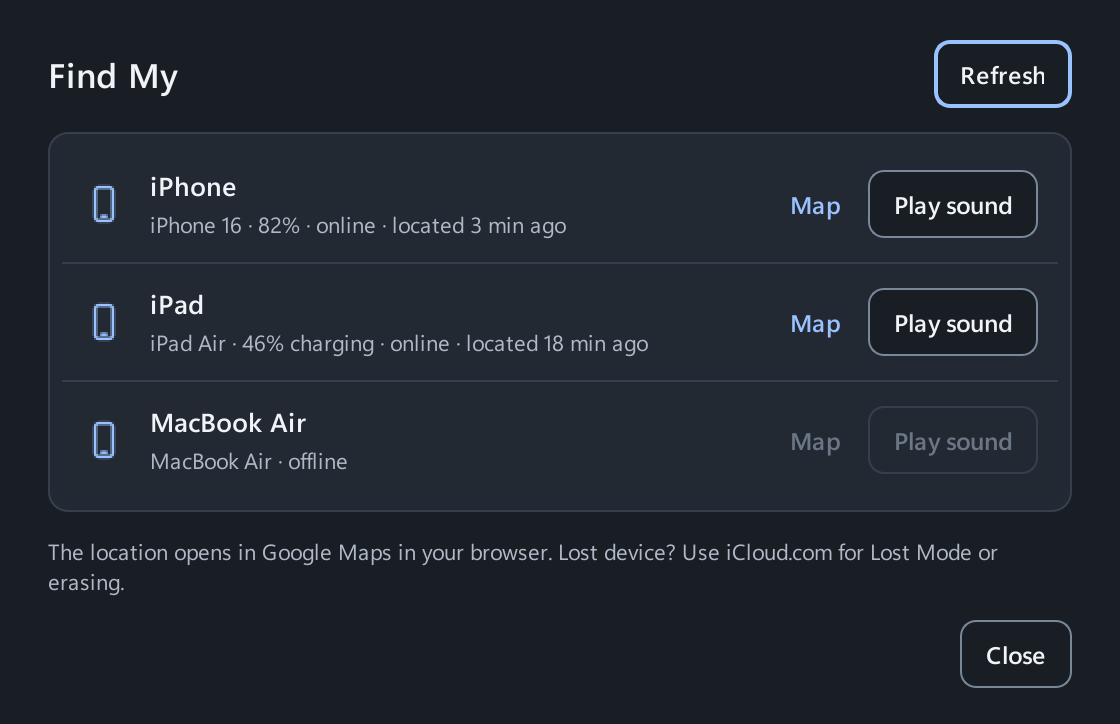 Find My
Refresh
iPhone
iPhone 16 · 82% · online · located 3 min ago
Map
Play sound
iPad
iPad Air · 46% charging · online · located 18 min ago
Map
Play sound
MacBook Air
MacBook Air · offline
Map
Play sound
The location opens in Google Maps in your browser. Lost device? Use iCloud.com for Lost Mode or
erasing.
Close